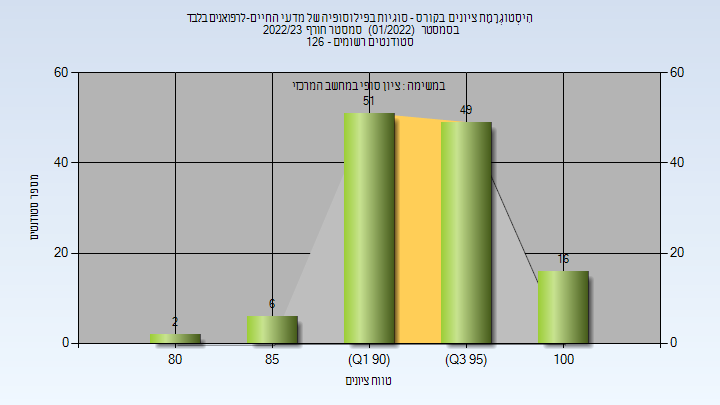 היסטוגרמת ציונים בקורס - סוגיות בפילוסופיה של מדעי החיים-לרפואנים בלבד
בסמסטר (01/2022) סמסטר חורף 2022/23
סטודנטים רשומים - 126
במשימה : ציון סופי במחשב המרכזי
60
40
20
0
60
40
20
0
מספר סטודנטים
2
6
51
49
16
80
85
(Q1 90)
(Q3 95)
100
טווח ציונים